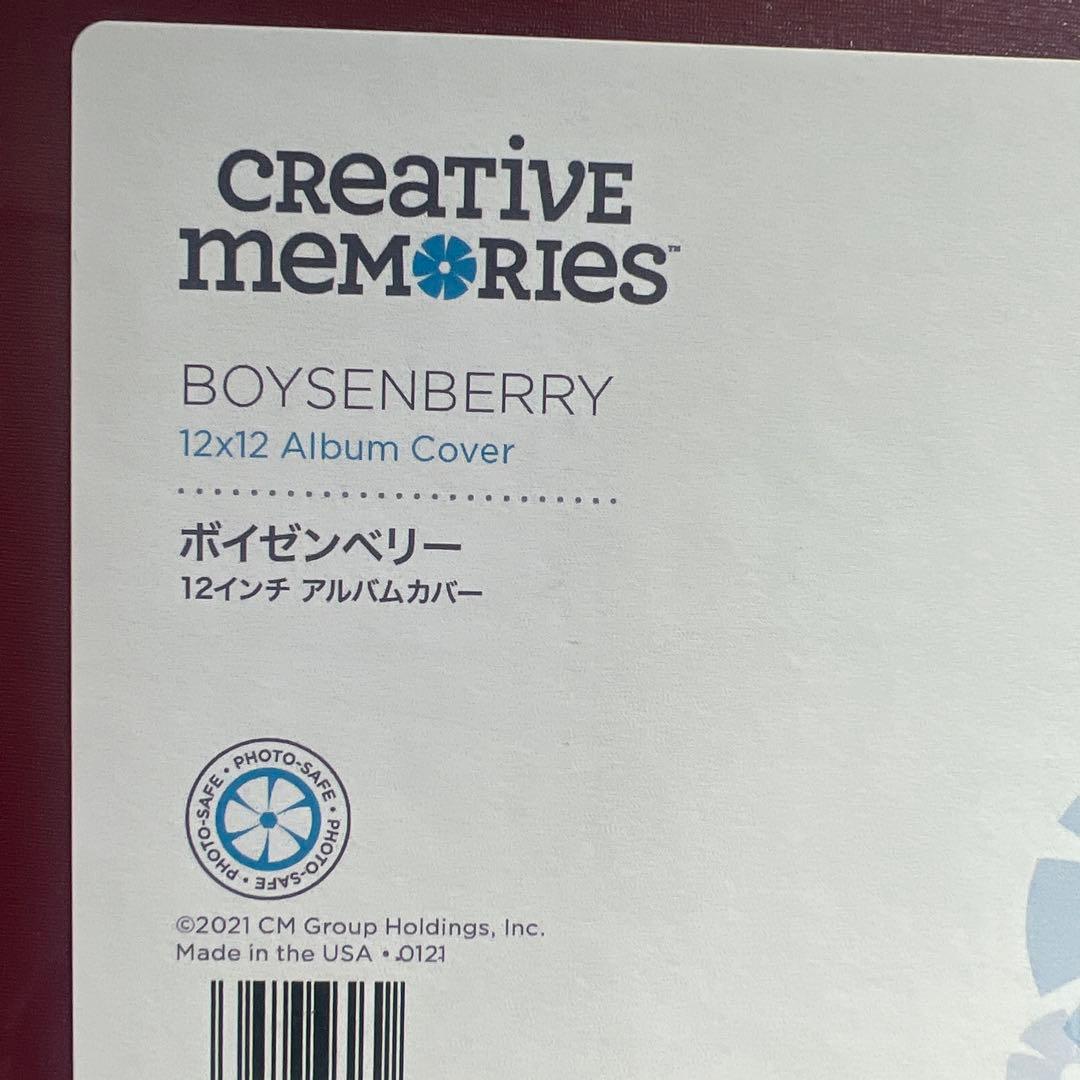 CReaTiVE
meMORIes™
BOYSENBERRY
12x12 Album Cover
ボイゼンベリー
12インチ アルバムカバー
PHOTO-SAFE • PHOTO-SAFE • PHOTO-SAFE • PHOTO-SAFE •
©2021 CM Group Holdings, Inc.
Made in the USA • .0121